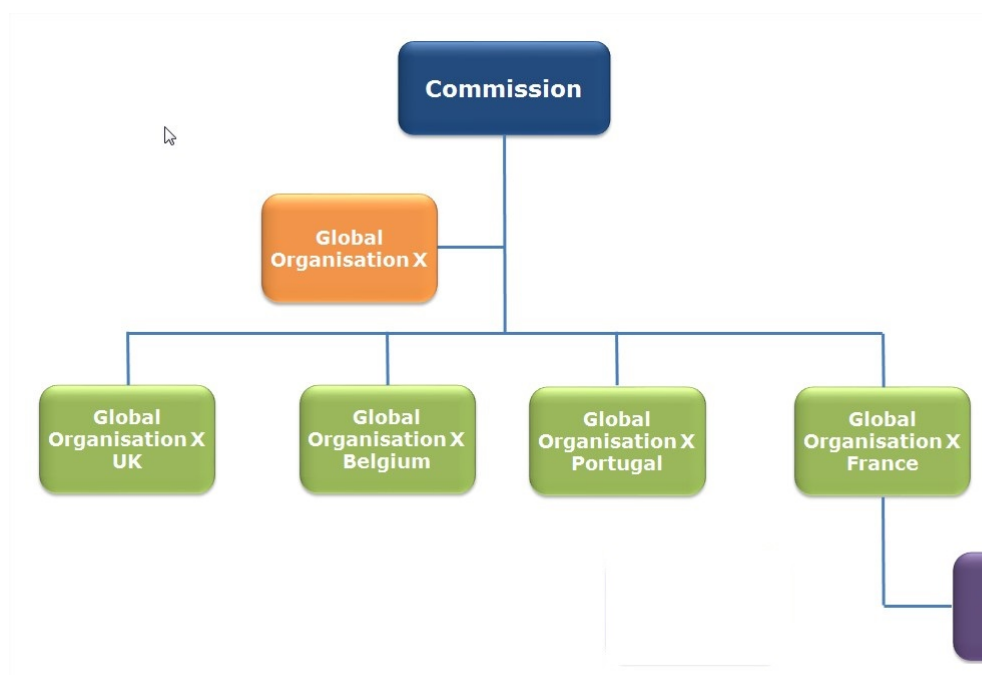 Commission
Global
Organisation X
Global
Organisation X
UK
Global
Organisation X
Belgium
Global
Organisation X
Portugal
Global
Organisation X
France